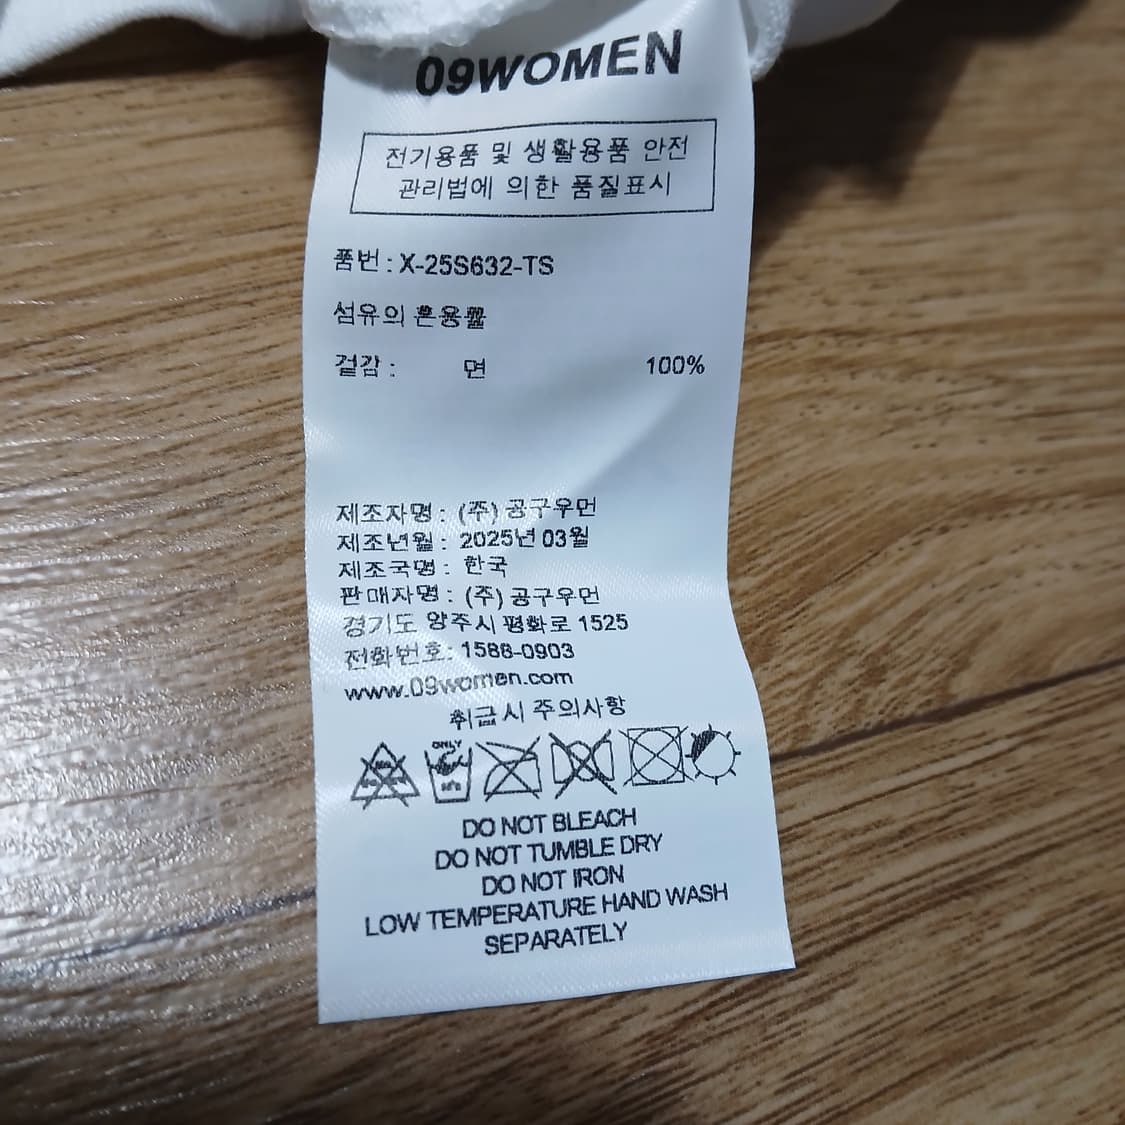 09WOMEN
전기용품 및 생활용품 안전
관리법에 의한 품질표시
품번 : X-25S632-TS
섬유의 혼용률
겉감 : 면 100%
제조자명 : (주) 공구우먼
제조년월 : 2025년 03월
제조국명 : 한국
판매자명 : (주) 공구우먼
경기도 양주시 평화로 1525
전화번호 : 1588-0903
www.09women.com
취급시 주의사항
ONLY
DO NOT BLEACH
DO NOT TUMBLE DRY
DO NOT IRON
LOW TEMPERATURE HAND WASH
SEPARATELY